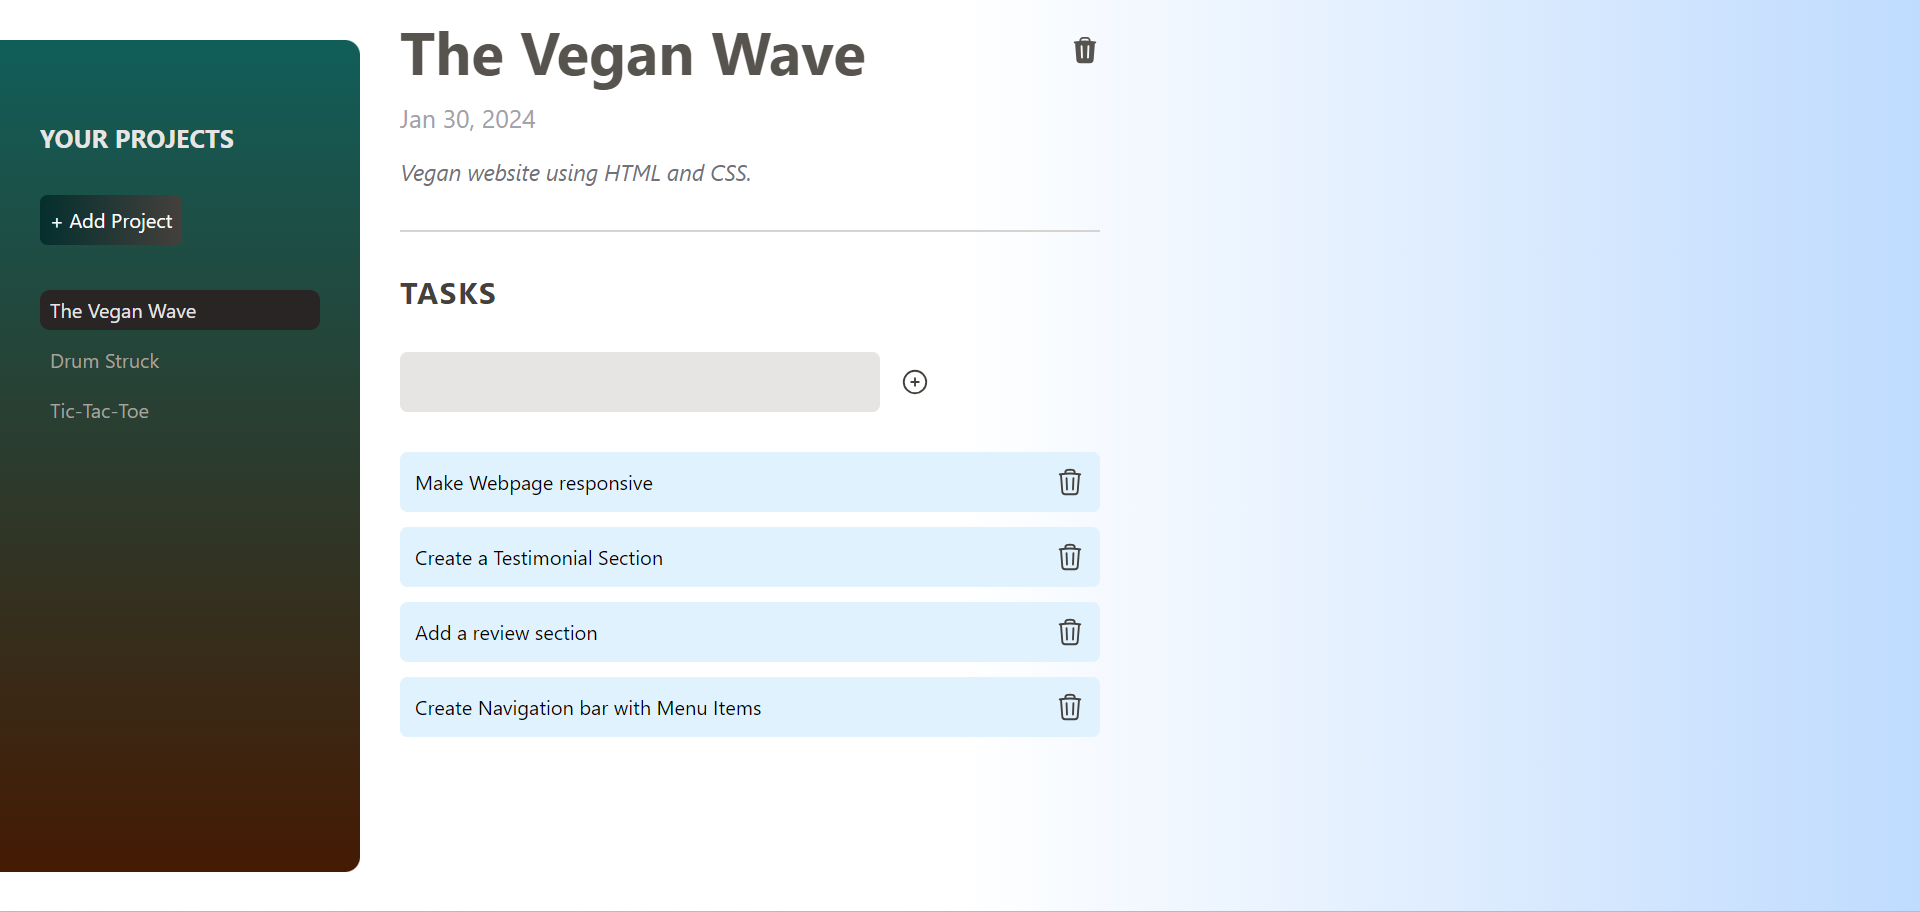 YOUR PROJECTS
+ Add Project
The Vegan Wave
Drum Struck
Tic-Tac-Toe
The Vegan Wave
Jan 30, 2024
Vegan website using HTML and CSS.
TASKS
Make Webpage responsive
Create a Testimonial Section
Add a review section
Create Navigation bar with Menu Items